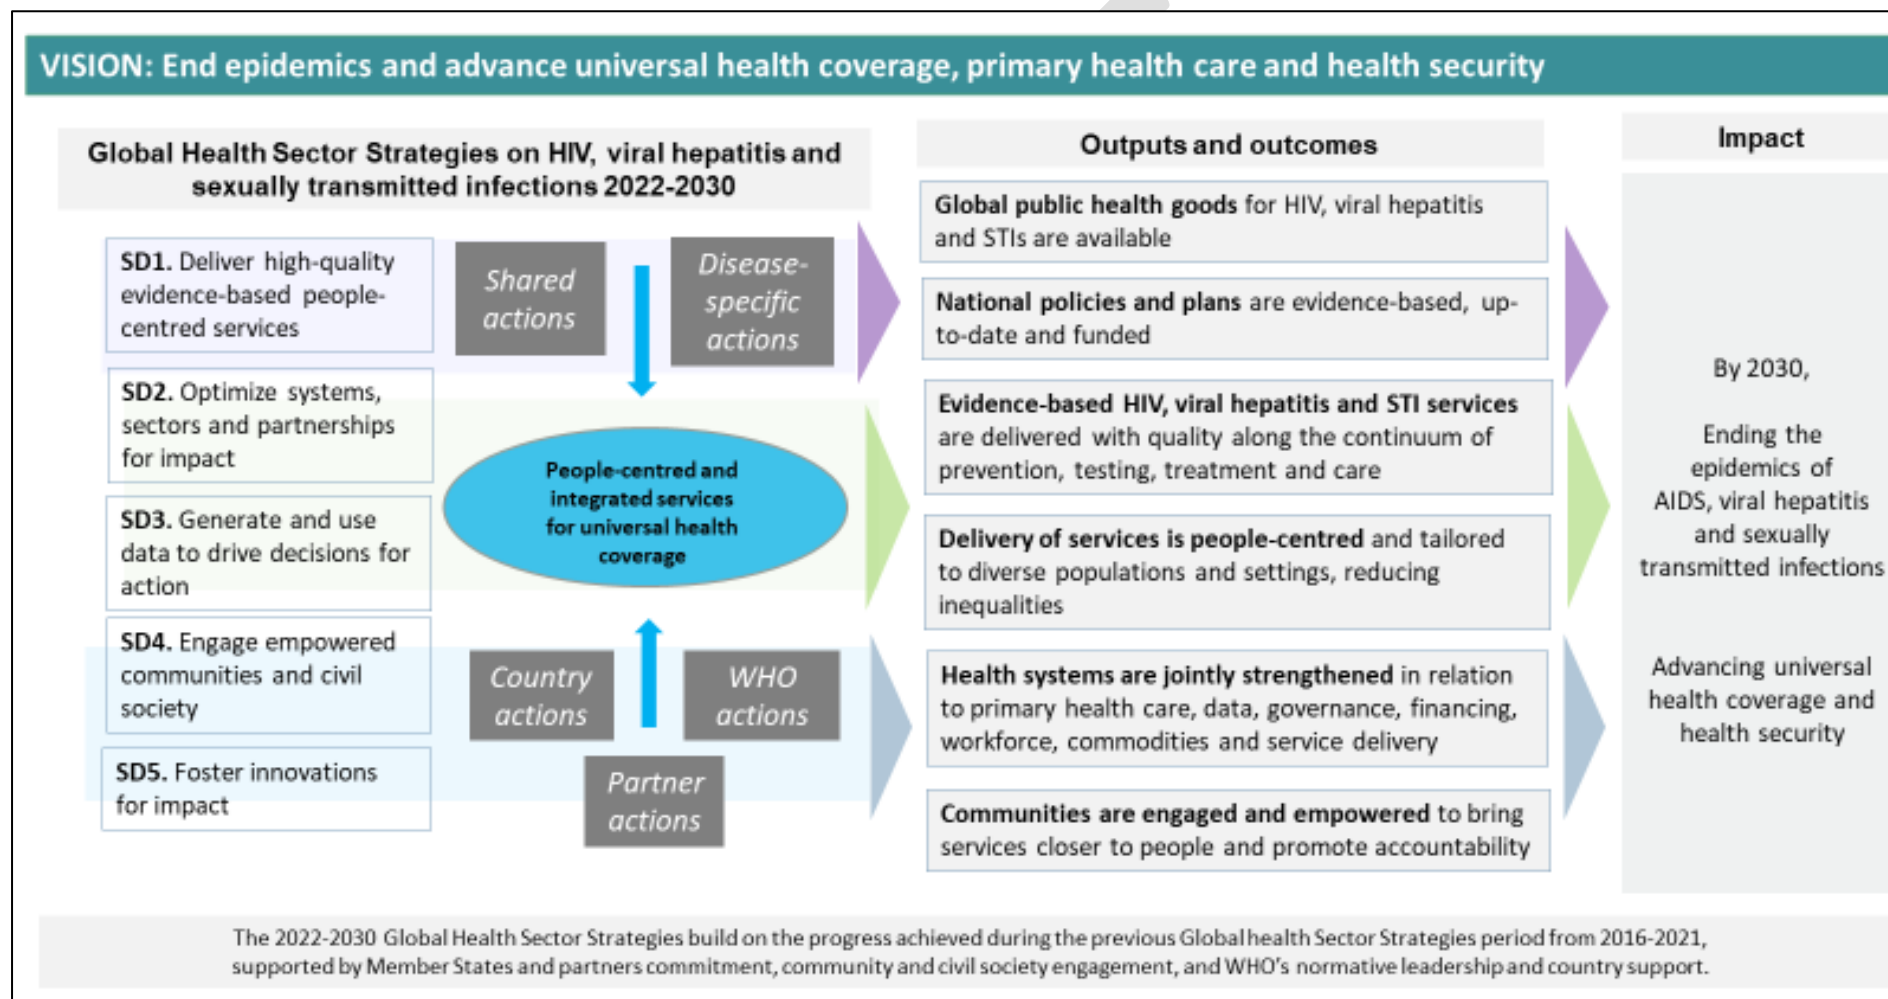 VISION: End epidemics and advance universal health coverage, primary health care and health security
Global Health Sector Strategies on HIV, viral hepatitis and
sexually transmitted infections 2022-2030
SD1. Deliver high-quality
evidence-based people-
centred services
SD2. Optimize systems,
sectors and partnerships
for impact
SD3. Generate and use
data to drive decisions for
action
SD4. Engage empowered
communities and civil
society
SD5. Foster innovations
for impact
Shared
actions
Disease-
specific
actions
People-centred and
integrated services
for universal health
coverage
Country
actions
WHO
actions
Partner
actions
Outputs and outcomes
Global public health goods for HIV, viral hepatitis
and STIs are available
National policies and plans are evidence-based, up-
to-date and funded
Evidence-based HIV, viral hepatitis and STI services
are delivered with quality along the continuum of
prevention, testing, treatment and care
Delivery of services is people-centred and tailored
to diverse populations and settings, reducing
inequalities
Health systems are jointly strengthened in relation
to primary health care, data, governance, financing,
workforce, commodities and service delivery
Communities are engaged and empowered to bring
services closer to people and promote accountability
Impact
By 2030,
Ending the
epidemics of
AIDS, viral hepatitis
and sexually
transmitted infections
Advancing universal
health coverage and
health security
The 2022-2030 Global Health Sector Strategies build on the progress achieved during the previous Global health Sector Strategies period from 2016-2021,
supported by Member States and partners commitment, community and civil society engagement, and WHO's normative leadership and country support.